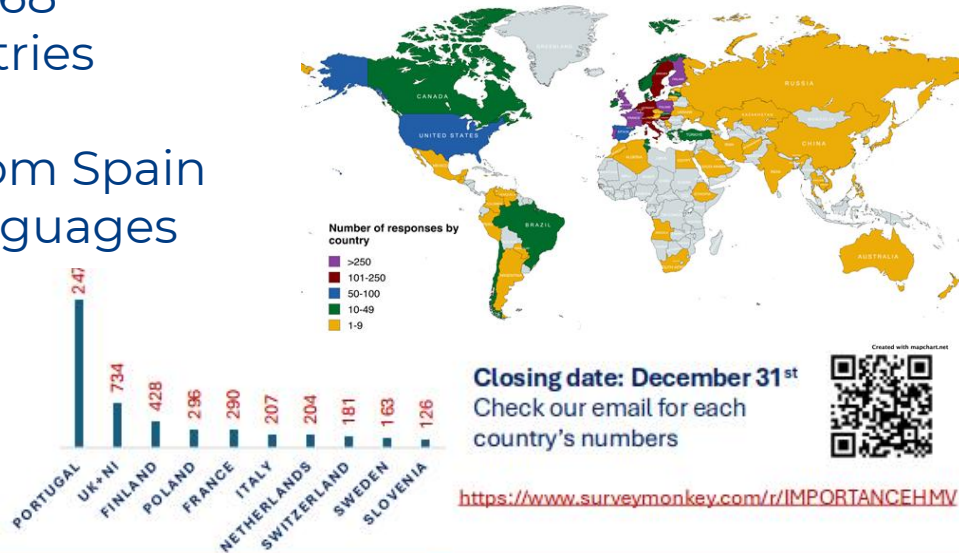 68
tries
om Spain
guages
GREENLAND
CANADA
UNITED STATES
BRAZIL
RUSSIA
CHINA
AUSTRALIA
ALGERIA
Number of responses by
country
>250
101-250
50-100
10-49
1-9
Created with mapchart.net
247
734
428
296
290
207
204
181
163
126
PORTUGAL
UK+NI
FINLAND
POLAND
FRANCE
ITALY
NETHERLANDS
SWITZERLAND
SWEDEN
SLOVENIA
Closing date: December 31st
Check our email for each
country's numbers
https://www.surveymonkey.com/r/IMPORTANCEHMV